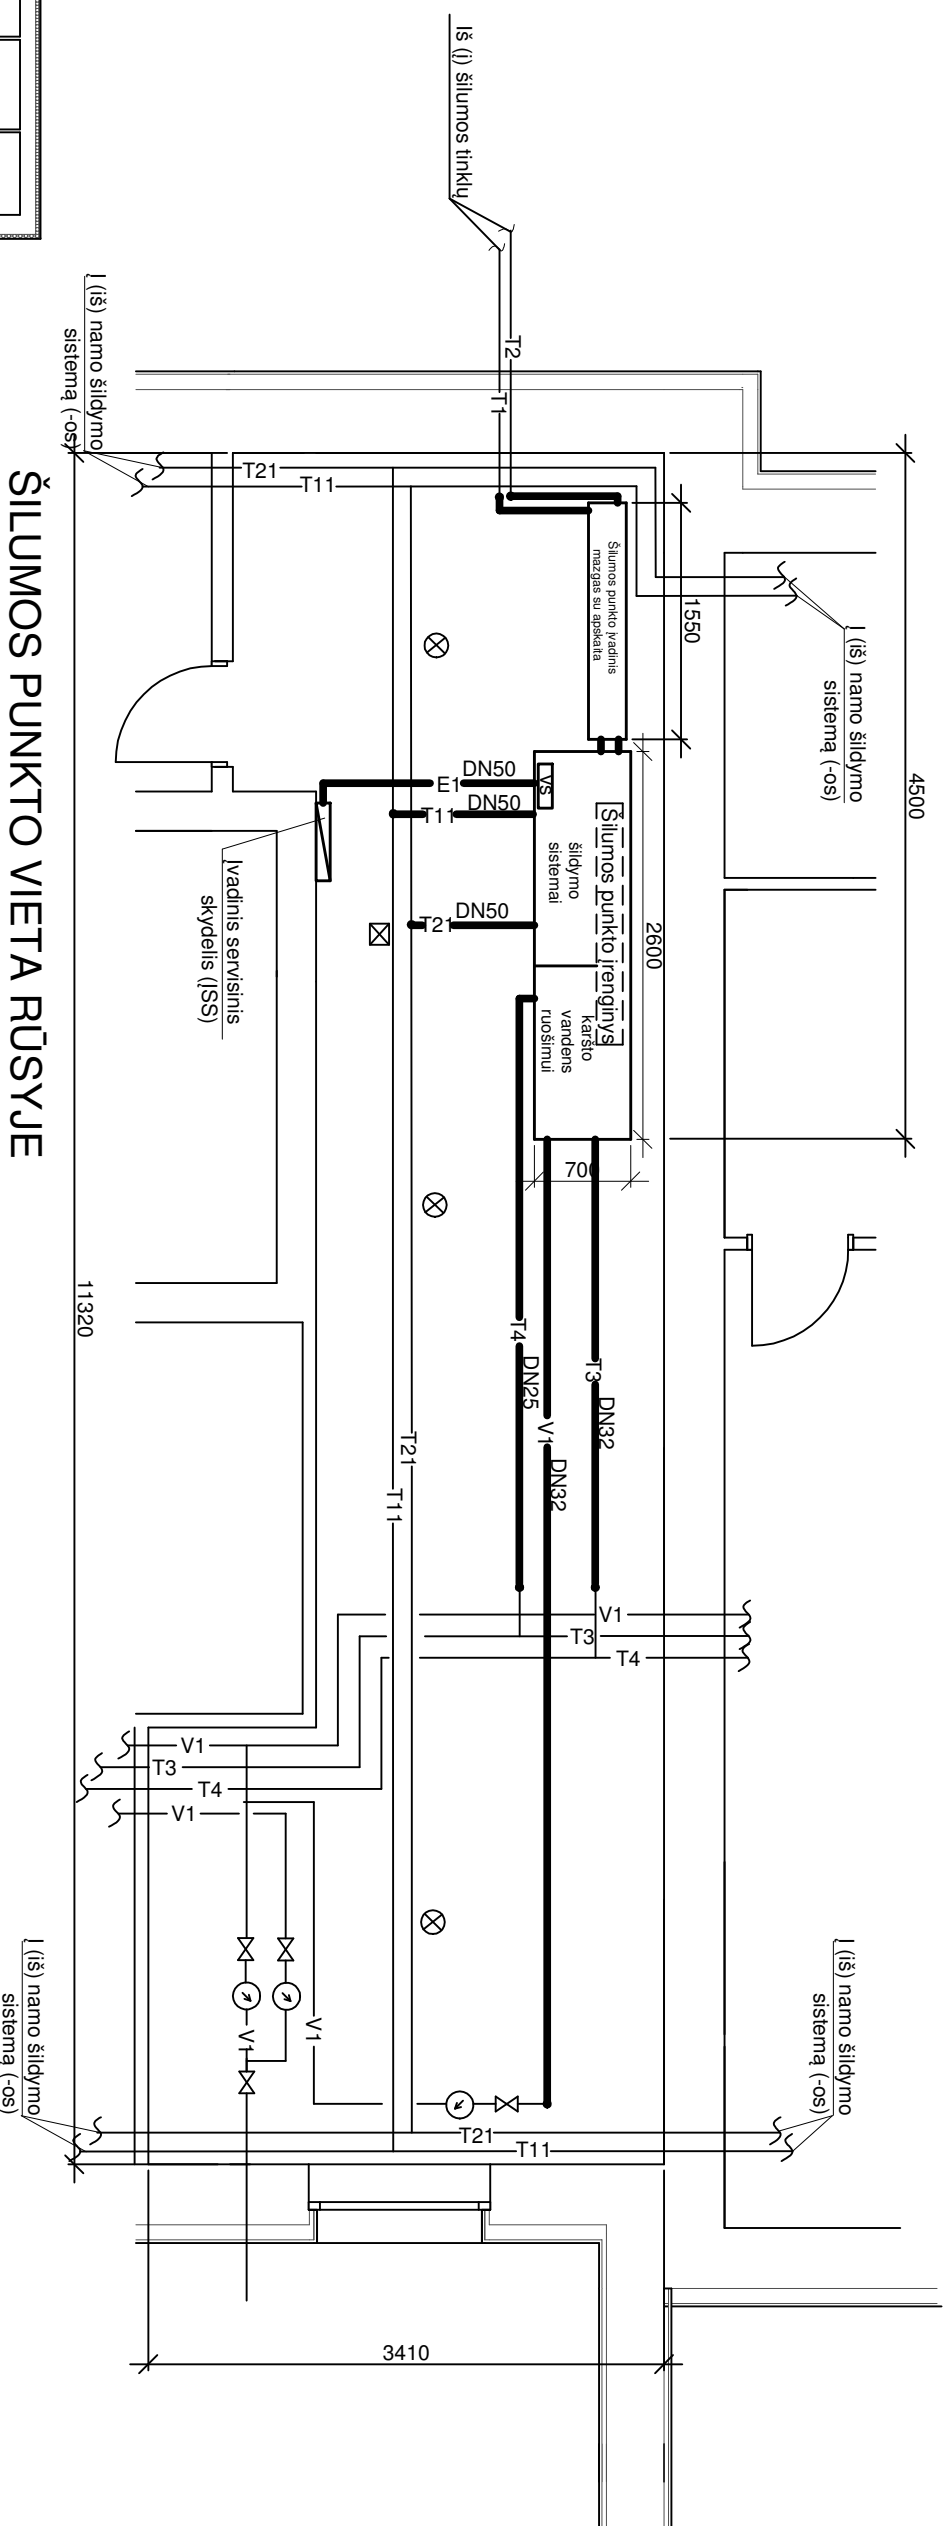 Iš (į) šilumos tinklų
T2
T1
Į (iš) namo šildymo
sistemą (-os)
T21
T11
Šilumos punkto įvadinis
mazgas su apskaita
1550
Į (iš) namo šildymo
sistemą (-os)
4500
DN50
E1
DN50
T11
VS
Šilumos punkto įrenginys
šildymo
sistemai
2600
DN50
T21
karšto
vandens
ruošimui
Įvadinis servisinis
skydelis (ĮSS)
700
11320
T4
DN25
T3
DN32
V1
DN32
T21
T11
V1
T3
T4
V1
T3
T4
V1
V1
V1
T21
T11
Į (iš) namo šildymo
sistemą (-os)
Į (iš) namo šildymo
sistemą (-os)
3410
ŠILUMOS PUNKTO VIETA RŪSYJE